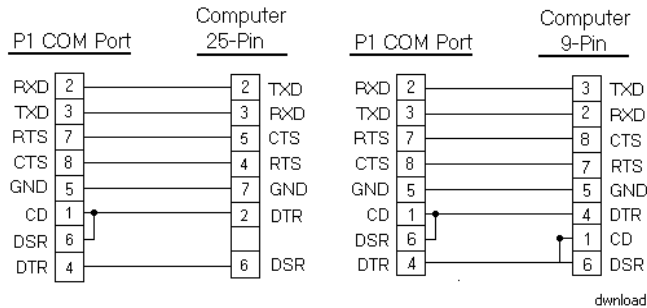 P1 COM Port
Computer
25-Pin
RXD 2 2 TXD
TXD 3 3 RXD
RTS 7 5 CTS
CTS 8 4 RTS
GND 5 7 GND
CD 1 2 DTR
DSR 6
DTR 4 6 DSR
P1 COM Port
Computer
9-Pin
RXD 2 3 TXD
TXD 3 2 RXD
RTS 7 8 CTS
CTS 8 7 RTS
GND 5 5 GND
CD 1 4 DTR
DSR 6 1 CD
DTR 4 6 DSR
dwnload